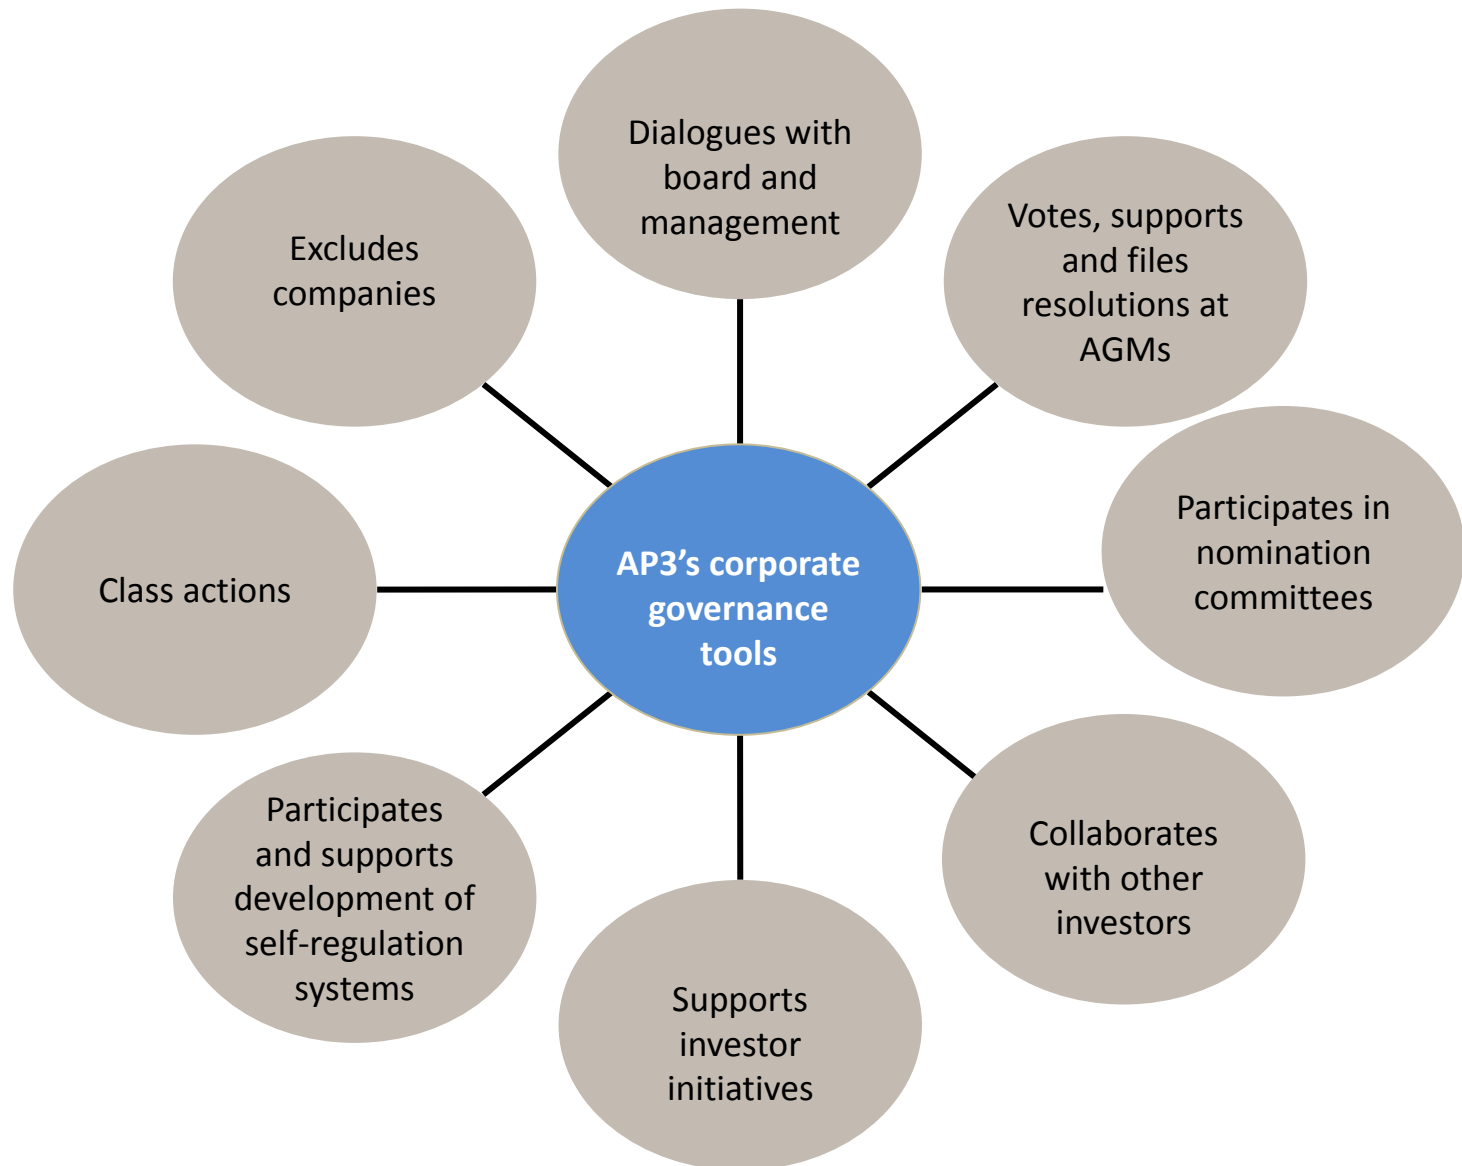 Dialogues with
board and
management
Votes, supports
and files
resolutions at
AGMs
Participates in
nomination
committees
Collaborates
with other
investors
Supports
investor
initiatives
Participates
and supports
development of
self-regulation
systems
Class actions
Excludes
companies
AP3’s corporate
governance
tools